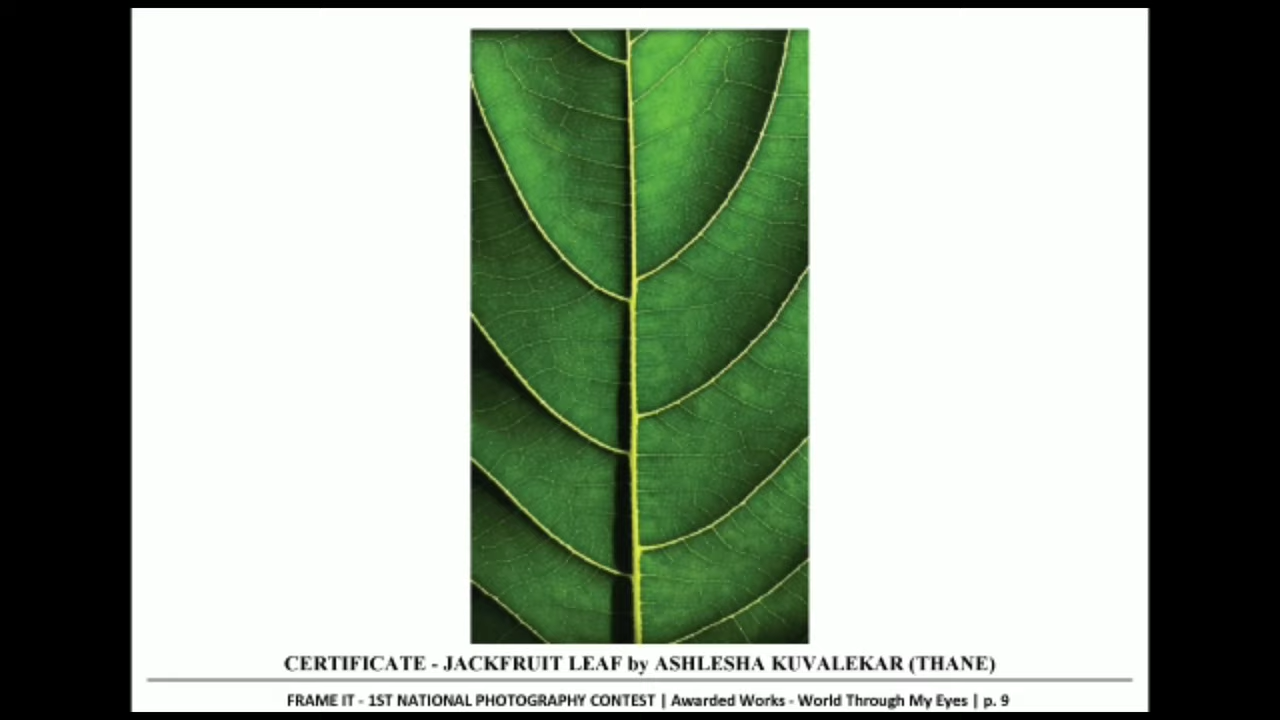 CERTIFICATE - JACKFRUIT LEAF by ASHLESHA KUVALEKAR (THANE)
FRAME IT - 1ST NATIONAL PHOTOGRAPHY CONTEST | Awarded Works - World Through My Eyes | p. 9